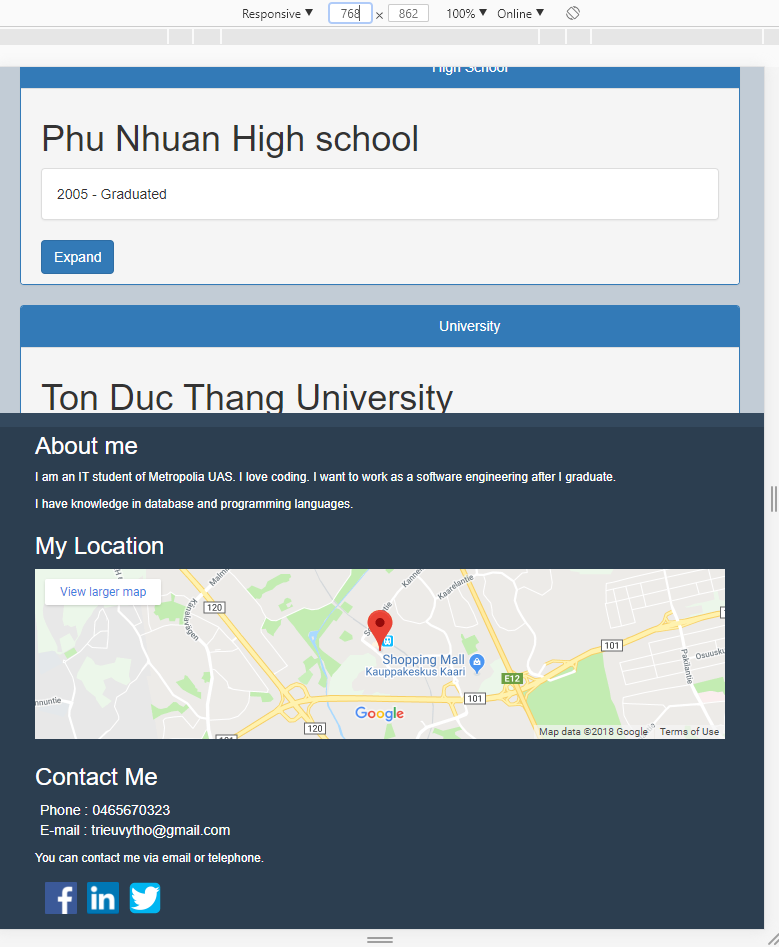 Responsive ▼ 768 × 862 100% ▼ Online ▼
High School
Phu Nhuan High school
2005 - Graduated
Expand
University
Ton Duc Thang University
About me
I am an IT student of Metropolia UAS. I love coding. I want to work as a software engineering after I graduate.
I have knowledge in database and programming languages.
My Location
View larger map
120
Kaarelantie
101
Shopping Mall
Kauppakeskus Kaari
E12
101
Pakilantie
Google
120
101
Map data ©2018 Google Terms of Use
Contact Me
Phone : 0465670323
E-mail : trieuvytho@gmail.com
You can contact me via email or telephone.
f in